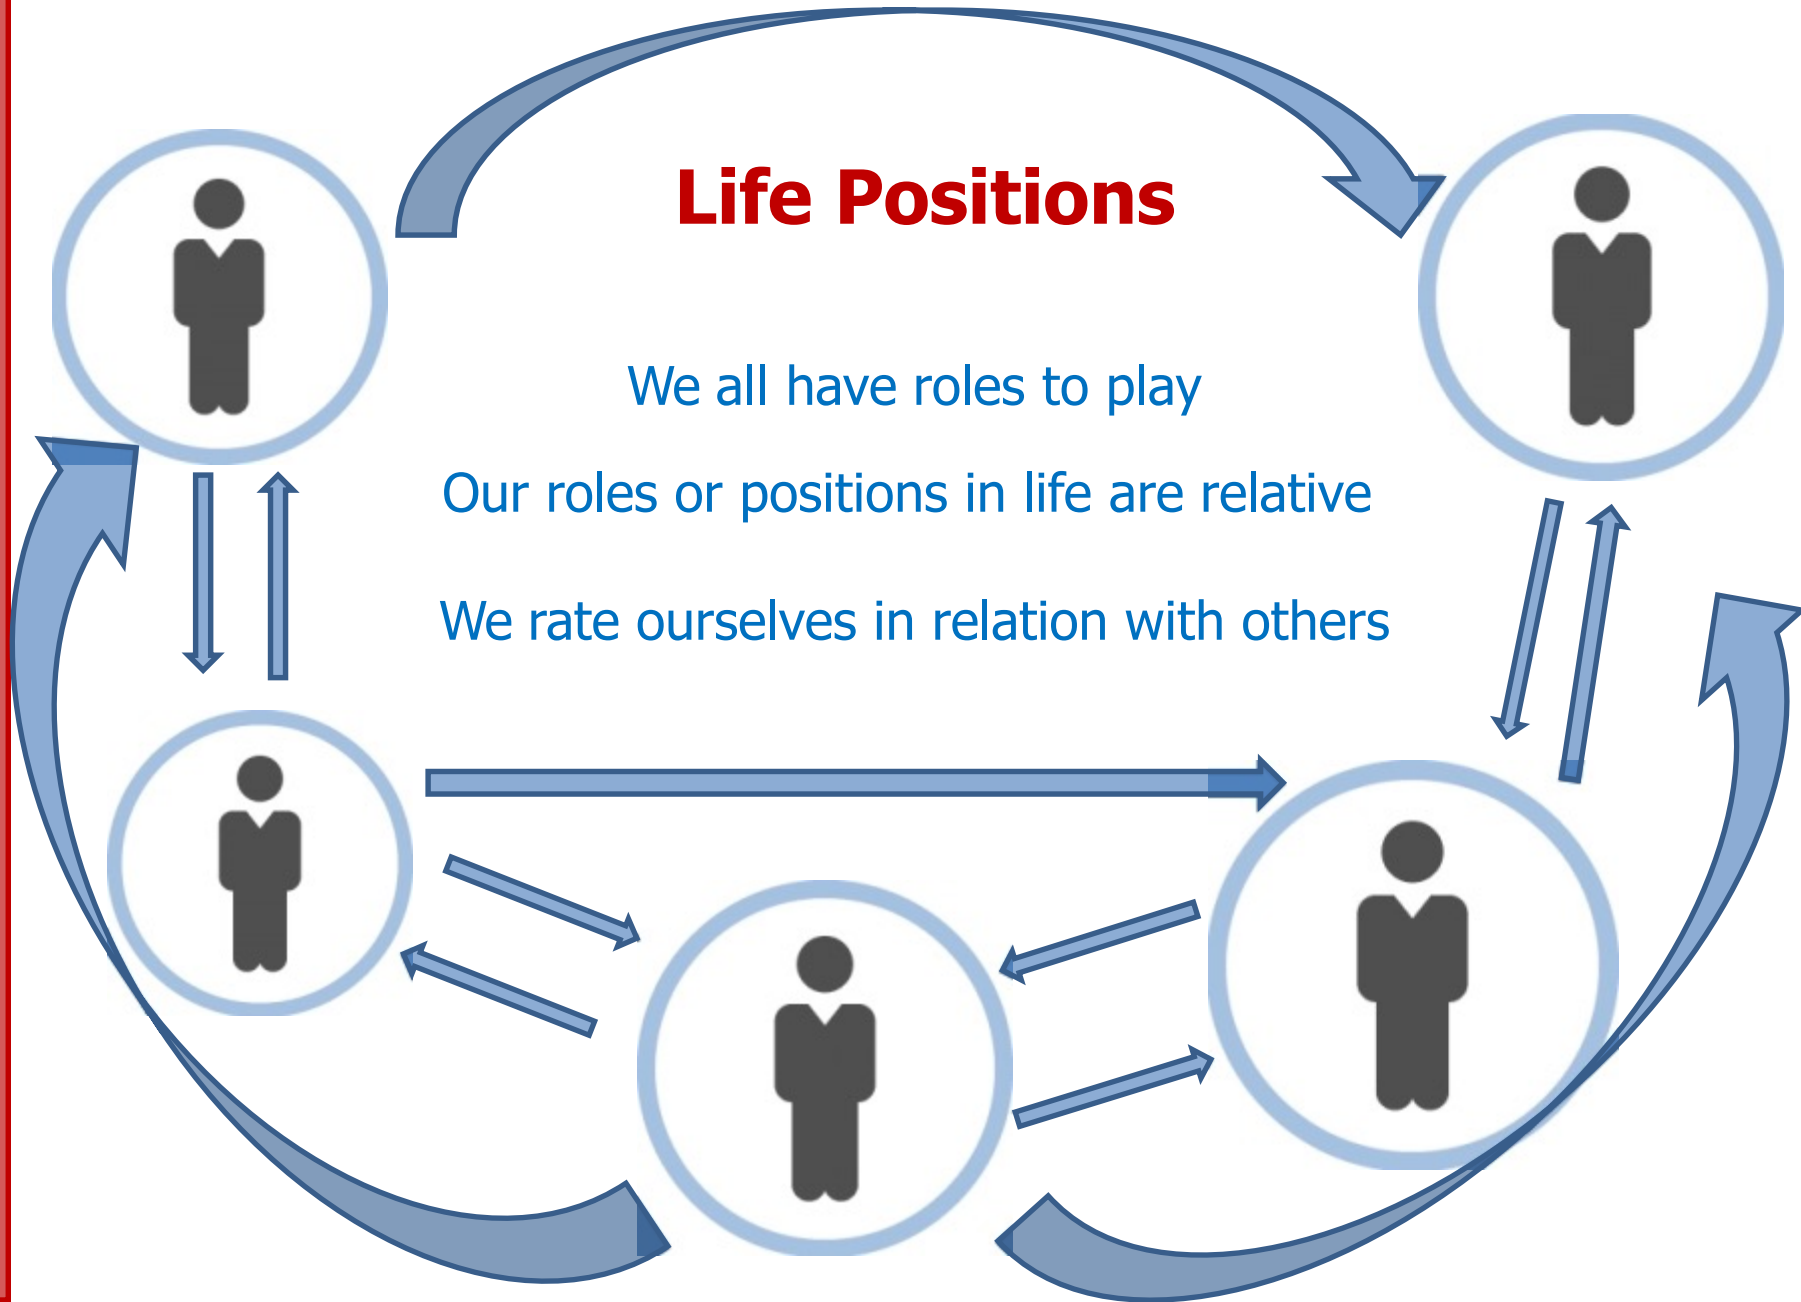 Life Positions
We all have roles to play
Our roles or positions in life are relative
We rate ourselves in relation with others